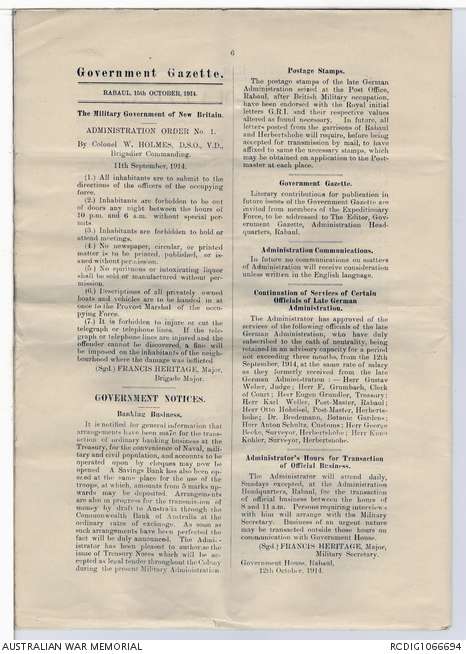 6
Government Gazette.
RABAUL, 15th OCTOBER, 1914.
The Military Government of New Britain.
ADMINISTRATION ORDER No. 1.
By Colonel W. HOLMES, D.S.O., V.D.,
Brigadier Commanding.
11th September, 1914.
(1.) All inhabitants are to submit to the
directions of the officers of the occupying
force.
(2.) Inhabitants are forbidden to be out
of doors any night between the hours of
10 p.m. and 6 a.m. without special per-
mits.
(3.) Inhabitants are forbidden to hold or
attend meetings.
(4.) No newspaper, circular, or printed
matter is to be printed, published, or is-
sued without permission.
(5.) No spirituous or intoxicating liquor
shall be sold or manufactured without per-
mission.
(6.) Descriptions of all privately owned
boats and vehicles are to be handed in at
once to the Provost Marshal of the occu-
pying Force.
(7.) It is forbidden to injure or cut the
telegraph or telephone lines. If the tele-
graph or telephone lines are injured and the
offender cannot be discovered, a fine will
be imposed on the inhabitants of the neigh-
bourhood where the damage was inflicted.
(Sgd.) FRANCIS HERITAGE, Major,
Brigade Major.
GOVERNMENT NOTICES.
Banking Business.
It is notified for general information that
arrangements have been made for the trans-
action of ordinary banking business at the
Treasury, for the convenience of Naval, mili-
tary and civil population, and accounts to be
operated upon by cheques may now be
opened. A Savings Bank has also been op-
ened at the same place for the use of the
troops, at which, amounts from 5 marks up-
wards may be deposited. Arrangements
are also in progress for the transmission of
money by draft to Australia through the
Commonwealth Bank of Australia at the
ordinary rates of exchange. As soon as
such arrangements have been perfected the
fact will be duly announced. The Admin-
istrator has been pleased to authorise the
issue of Treasury Notes which will be ac-
cepted as legal tender throughout the Colony
during the present Military Administration
Postage Stamps.
The postage stamps of the late German
Administration seized at the Post Office,
Rabaul, after British Military occupation,
have been endorsed with the Royal initial
letters G.R.I. and their respective values
altered as found necessary. In future, all
letters posted from the garrisons of Rabaul
and Herbertshohe will require, before being
accepted for transmission by mail, to have
affixed to same the necessary stamps, which
may be obtained on application to the Post-
master at each place.
Government Gazette.
Literary contributions for publication in
future issues of the Government Gazette are
invited from members of the Expeditionary
Force, to be addressed to The Editor, Gov-
ernment Gazette, Administration Head-
quarters, Rabaul.
Administration Communications.
In future no communications on matters
of Administration will receive consideration
unless written in the English language.
Continuation of Services of Certain
Officials of Late German
Administration.
The Administrator has approved of the
services of the following officials of the late
German Administration, who have duly
subscribed to the oath of neutrality, being
retained in an advisory capacity for a period
not exceeding three months, from the 12th
September, 1914, at the same rate of salary
as they formerly received from the late
German Administration: — Herr Gustav
Weber, Judge; Herr F. Grumbach, Clerk
of Court; Herr Eugen Grundler, Treasury;
Herr Karl Weller, Post-Master, Rabaul;
Herr Otto Hoheisel, Post-Master, Herberts-
hohe; Dr. Bredemann, Botanic Gardens;
Herr Anton Schultz, Customs; Herr George
Becke, Surveyor, Herbertshohe; Herr Kuno
Kohler, Surveyor, Herbertshohe.
Administrator's Hours for Transaction
of Official Business.
The Administrator will attend daily,
Sundays excepted, at the Administration
Headquarters, Rabaul, for the transaction
of official business between the hours of
8 and 11 a.m. Persons requiring interviews
with him will arrange with the Military
Secretary. Business of an urgent nature
may be transacted outside those hours on
communication with Government House.
(Sgd.) FRANCIS HERITAGE, Major,
Military Secretary.
Government House, Rabaul,
12th October, 1914.
AUSTRALIAN WAR MEMORIAL
RCDIG1066694